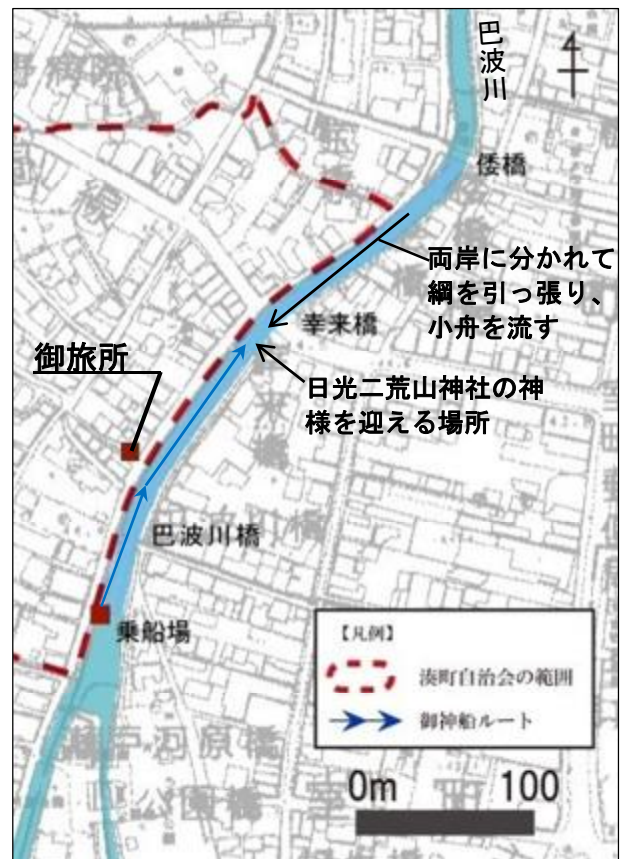 巴波川
倭橋
両岸に分かれて
綱を引っ張り、
小舟を流す
幸来橋
御旅所
日光二荒山神社の神
様を迎える場所
巴波川橋
乗船場
【凡例】
湊町自治会の範囲
御神船ルート
0m 100